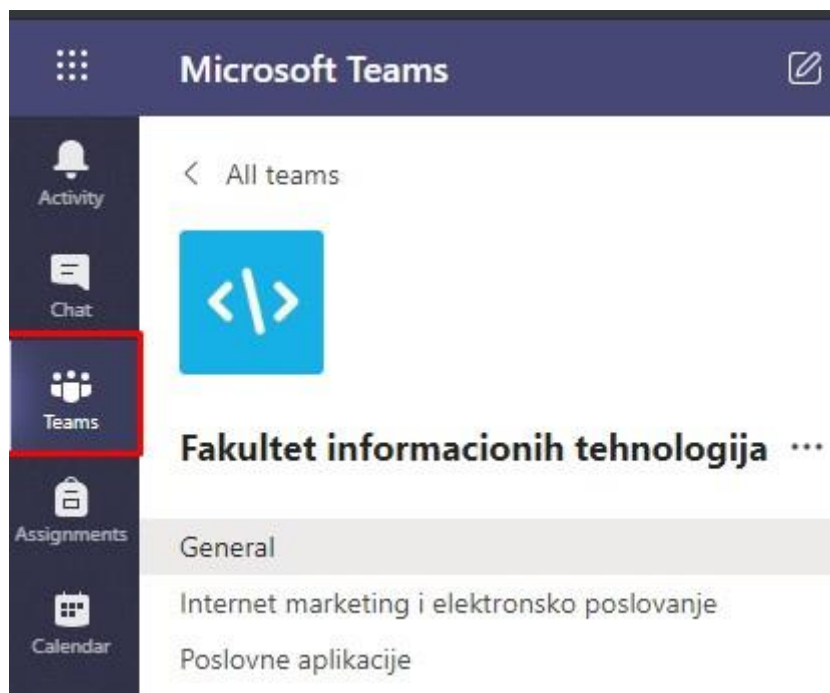 Microsoft Teams
Activity
Chat
Teams
Assignments
Calendar
All teams
Fakultet informacionih tehnologija
General
Internet marketing i elektronsko poslovanje
Poslovne aplikacije